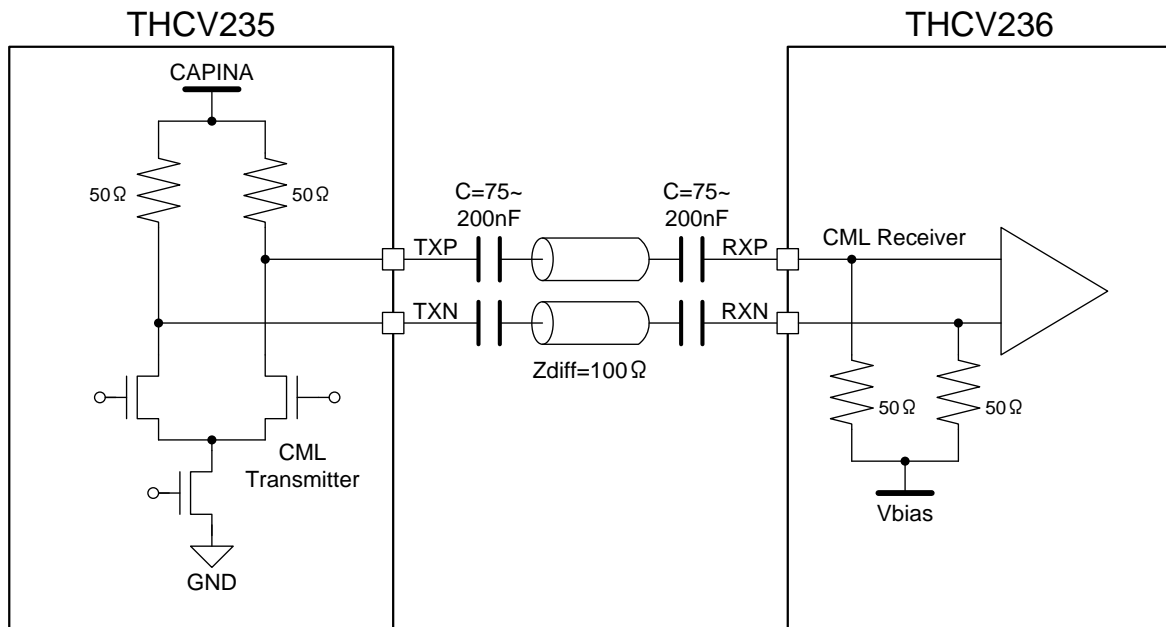 THCV235
THCV236
CAPINA
50Ω
50Ω
C=75~
200nF
C=75~
200nF
TXP
RXP
CML Receiver
TXN
RXN
Zdiff=100Ω
50Ω
50Ω
CML
Transmitter
Vbias
GND